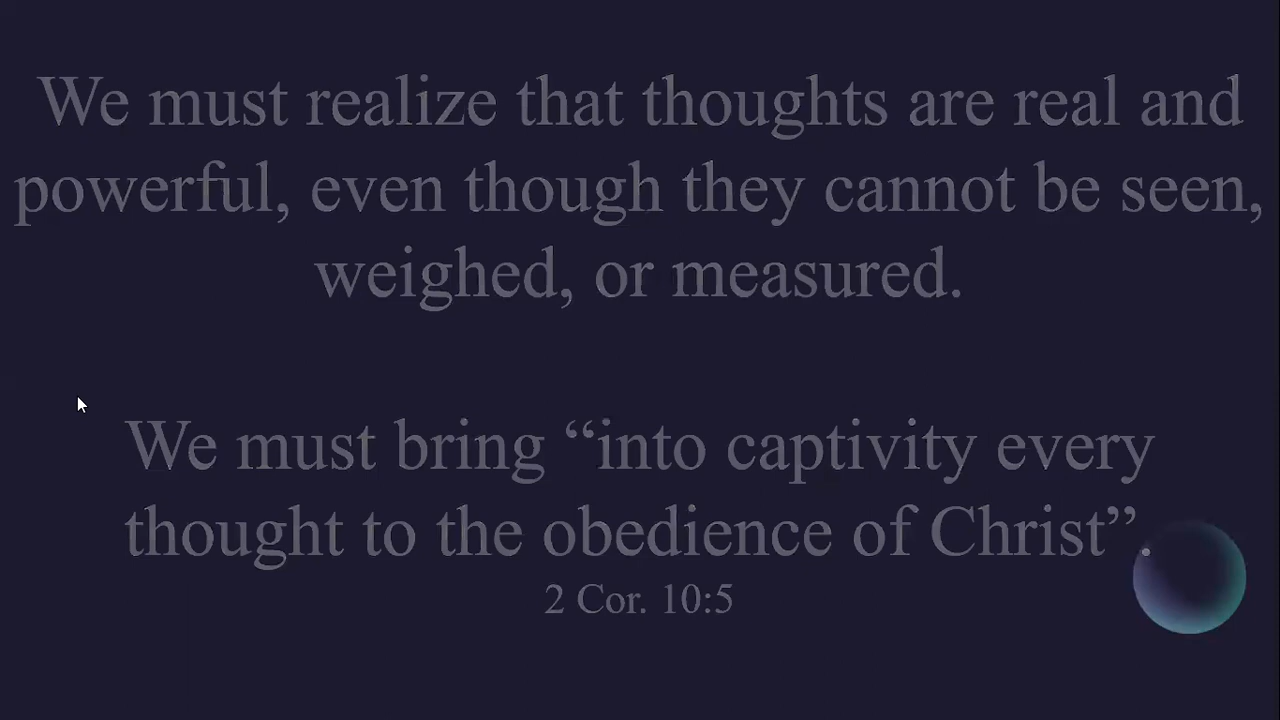 We must realize that thoughts are real and
powerful, even though they cannot be seen,
weighed, or measured.
We must bring “into captivity every
thought to the obedience of Christ”.
2 Cor. 10:5